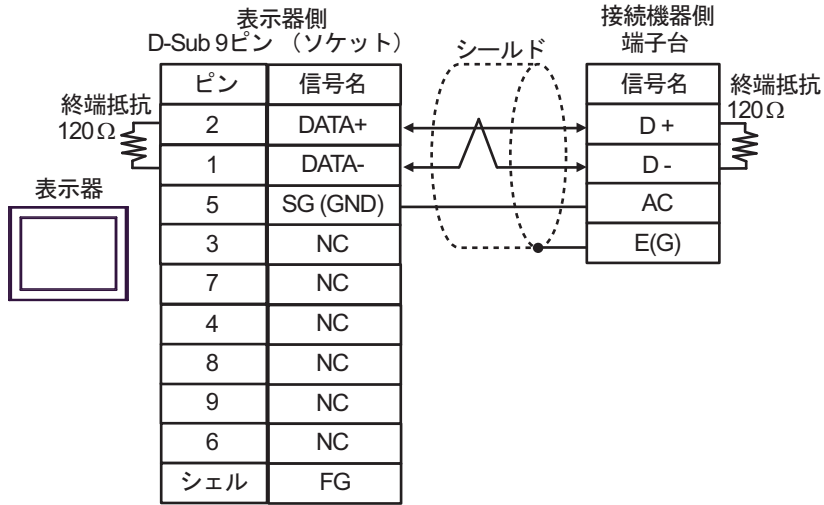 表示器側
D-Sub 9ピン （ソケット）
シールド
接続機器側
端子台
ピン 信号名
信号名
終端抵抗
120Ω
終端抵抗
120Ω
2 DATA+
D +
1 DATA-
D -
表示器
5 SG (GND)
AC
3 NC
E(G)
7 NC
4 NC
8 NC
9 NC
6 NC
シェル FG